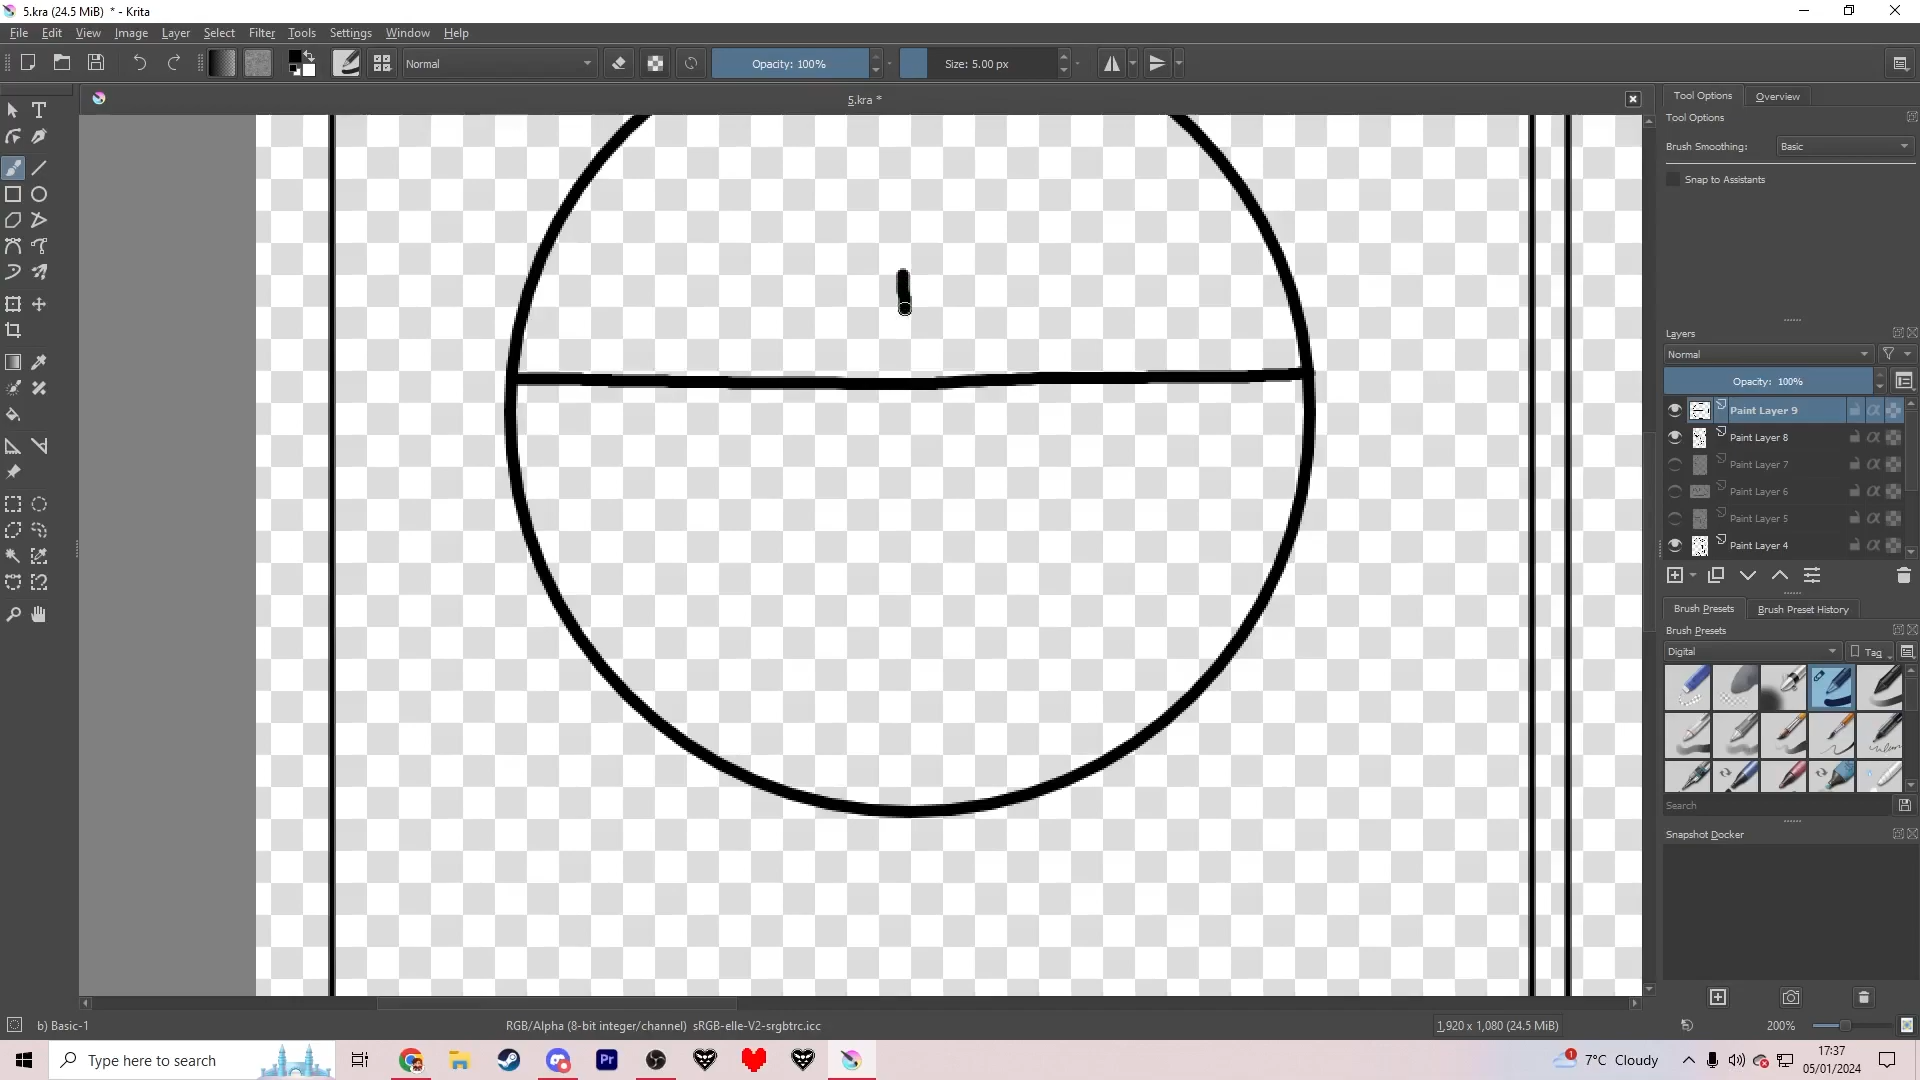 5.kra (24.5 MiB) * - Krita
File Edit View Image Layer Select Filter Tools Settings Window Help
Normal
Opacity: 100%
Size: 5.00 px
5.kra *
Tool Options
Overview
Tool Options
Brush Smoothing:
Basic
Snap to Assistants
Layers
Normal
Opacity: 100%
Paint Layer 9
Paint Layer 8
Paint Layer 7
Paint Layer 6
Paint Layer 5
Paint Layer 4
Brush Presets
Brush Preset History
Brush Presets
Digital
Tag
Search
Snapshot Docker
b) Basic-1
RGB/Alpha (8-bit integer/channel) sRGB-elle-V2-srgbtrc.icc
1,920 x 1,080 (24.5 MiB)
200%
Type here to search
Pr
1
7°C Cloudy
17:37
05/01/2024